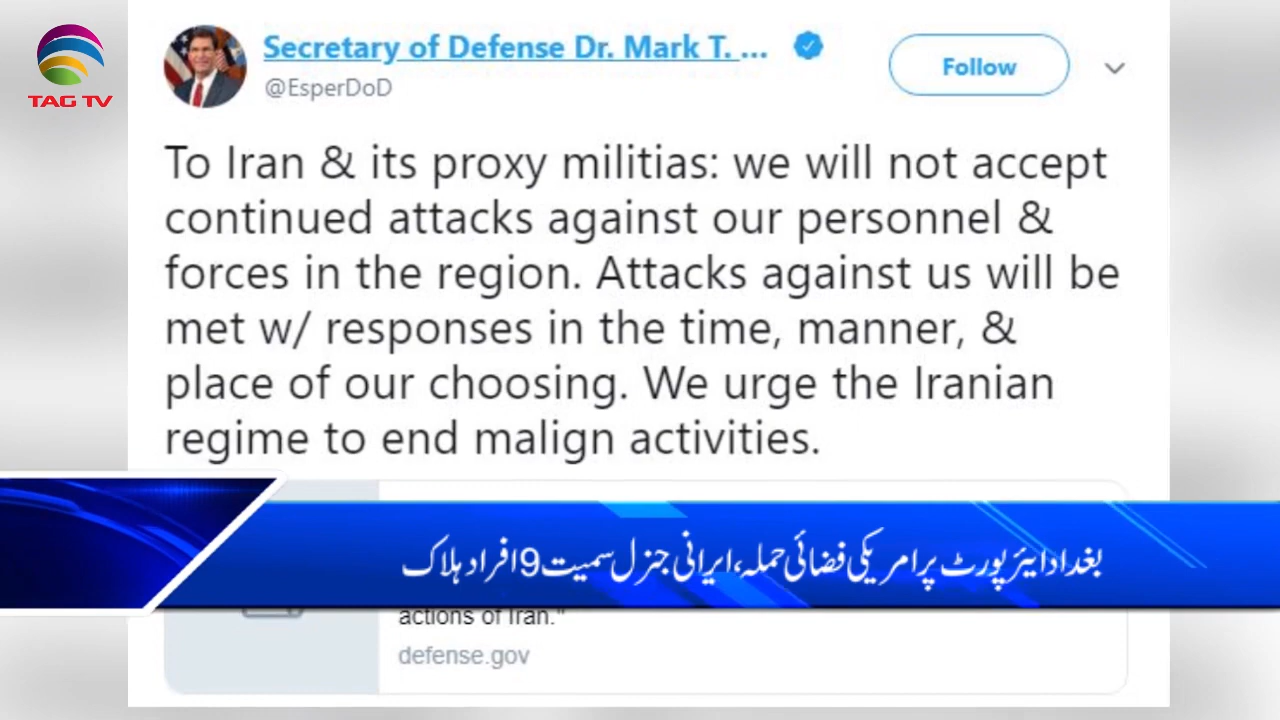 TAG TV
Secretary of Defense Dr. Mark T. ...
@EsperDoD
Follow
To Iran & its proxy militias: we will not accept
continued attacks against our personnel &
forces in the region. Attacks against us will be
met w/ responses in the time, manner, &
place of our choosing. We urge the Iranian
regime to end malign activities.
بغداد ایئرپورٹ پر امریکی فضائی حملہ، ایرانی جنرل سمیت 9 افراد ہلاک
actions of Iran."
defense.gov